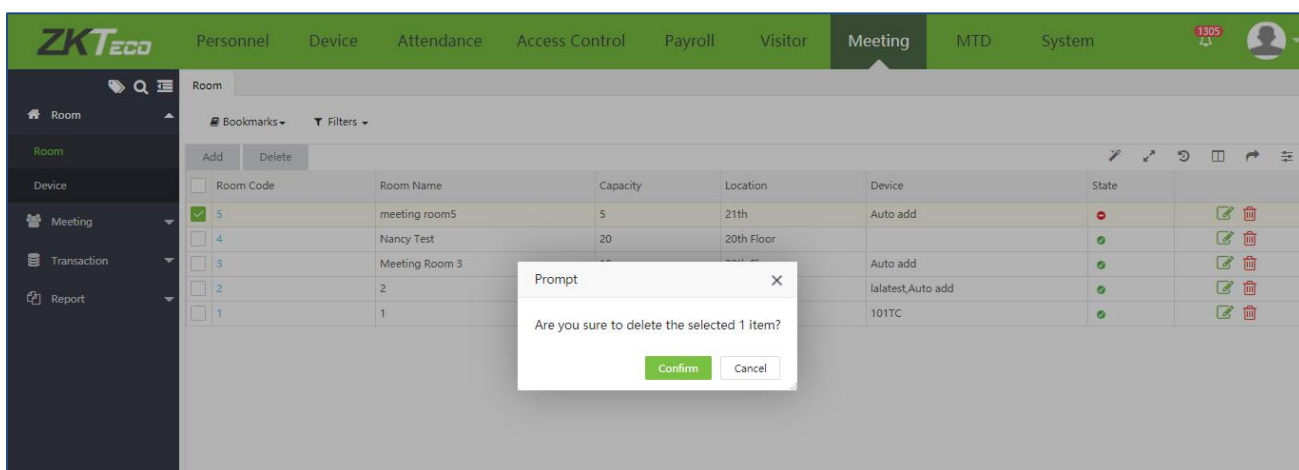 ZKTECO Personnel Device Attendance Access Control Payroll Visitor Meeting MTD System 1305
Room
Room
Bookmarks Filters
Room
Add Delete
Device
Room Code Room Name Capacity Location Device State
Meeting
5 meeting room5 5 21th Auto add
4 Nancy Test 20 20th Floor
Transaction
3 Meeting Room 3 Auto add
2 2 lalatest,Auto add
Report
1 1 101TC
Prompt
Are you sure to delete the selected 1 item?
Confirm Cancel